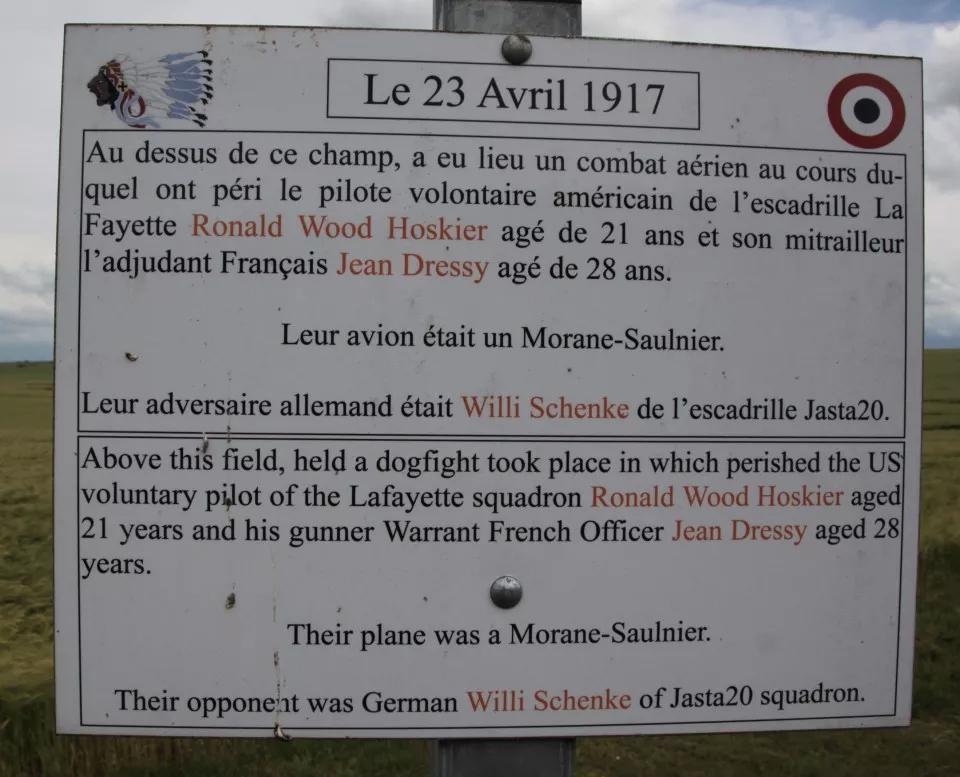 Le 23 Avril 1917
Au dessus de ce champ, a eu lieu un combat aérien au cours du-
quel ont péri le pilote volontaire américain de l'escadrille La
Fayette Ronald Wood Hoskier agé de 21 ans et son mitrailleur
l'adjudant Français Jean Dressy agé de 28 ans.
Leur avion était un Morane-Saulnier.
Leur adversaire allemand était Willi Schenke de l'escadrille Jasta20.
Above this field, held a dogfight took place in which perished the US
voluntary pilot of the Lafayette squadron Ronald Wood Hoskier aged
21 years and his gunner Warrant French Officer Jean Dressy aged 28
years.
Their plane was a Morane-Saulnier.
Their opponent was German Willi Schenke of Jasta20 squadron.